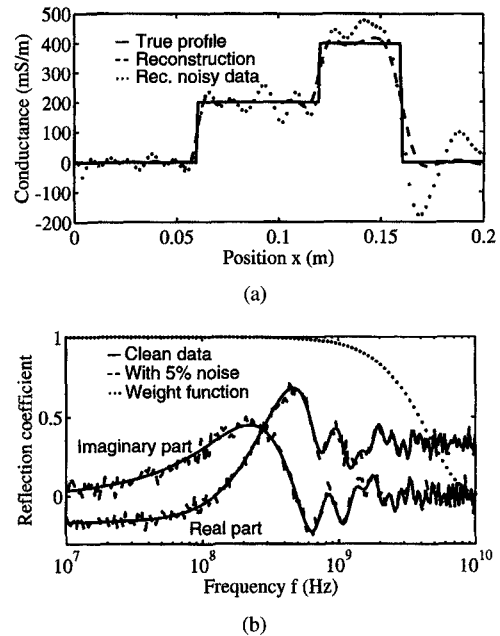 500
400
300
200
100
0
-100
-200
Conductance (mS/m)
True profile
Reconstruction
Rec. noisy data
0
0.05
0.1
0.15
0.2
Position x (m)
(a)
1
0.5
0
Reflection coefficient
Clean data
With 5% noise
Weight function
Imaginary part
Real part
10^7
10^8
10^9
10^10
Frequency f (Hz)
(b)